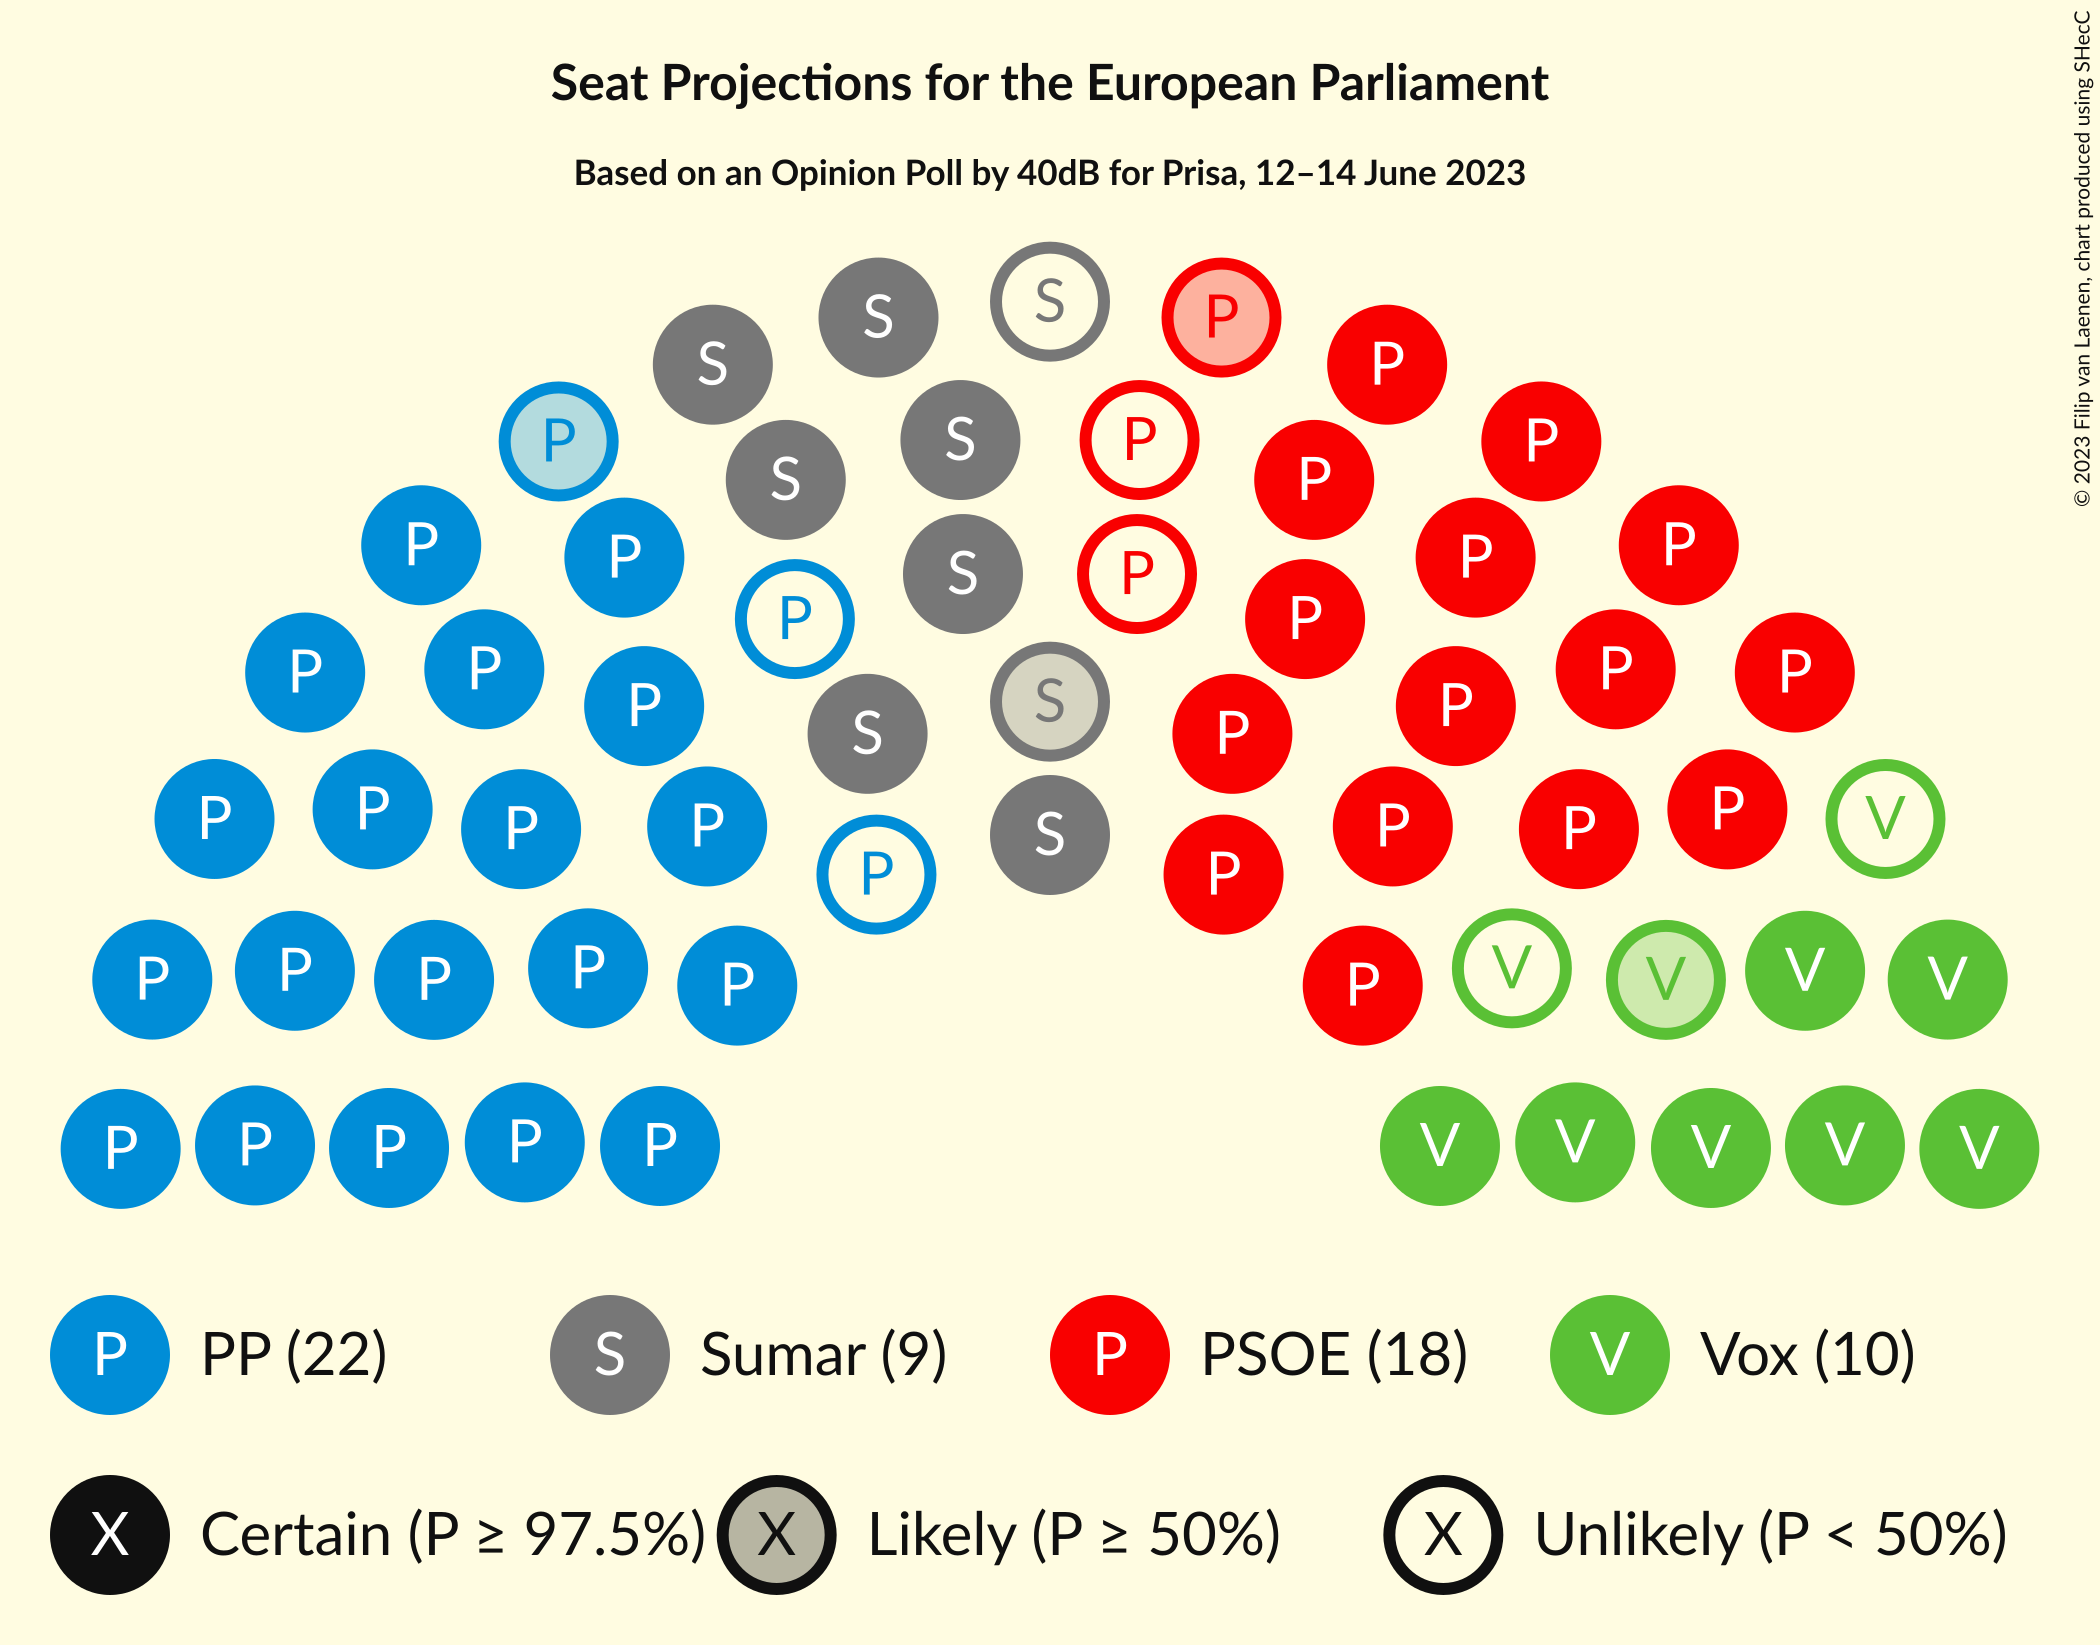 Seat Projections for the European Parliament
Based on an Opinion Poll by 40dB for Prisa, 12–14 June 2023
© 2023 Filip van Laenen, chart produced using SHecC
S
S P
S S P
P S P P
P S P P
P P S P P P
P P P
P P S P P P
P P P P
P P S P P
P P P P P P P V
P S
P P
P P P P V V V
P P P V V
P P P P P V V V V V
P PP (22) S Sumar (9) P PSOE (18) V Vox (10)
X Certain (P ≥ 97.5%) X Likely (P ≥ 50%) X Unlikely (P < 50%)